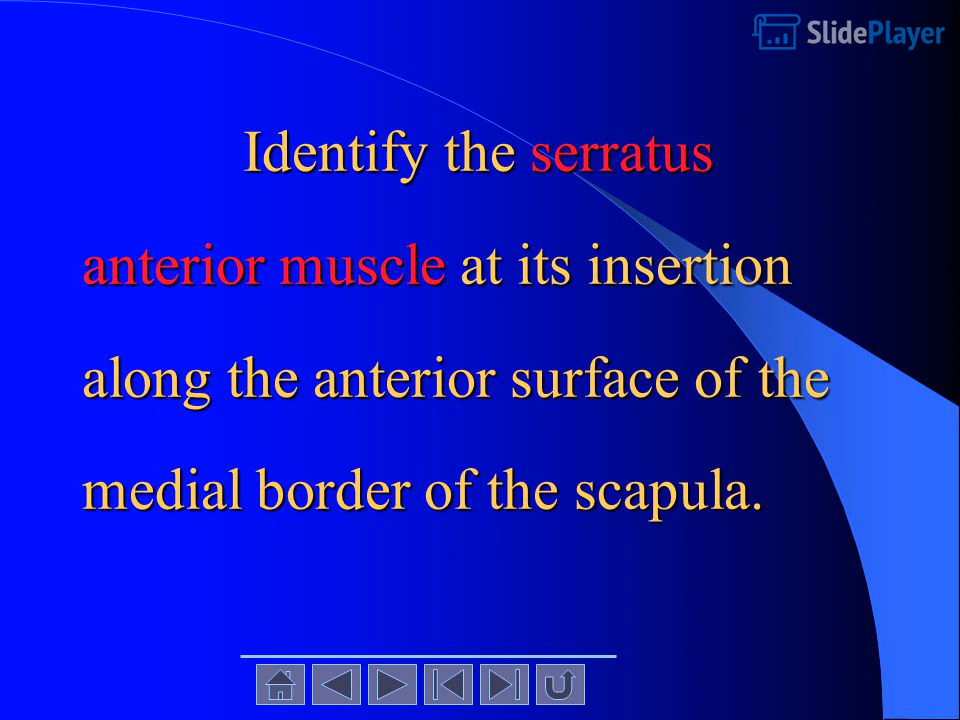 SlidePlayer
Identify the serratus
anterior muscle at its insertion
along the anterior surface of the
medial border of the scapula.